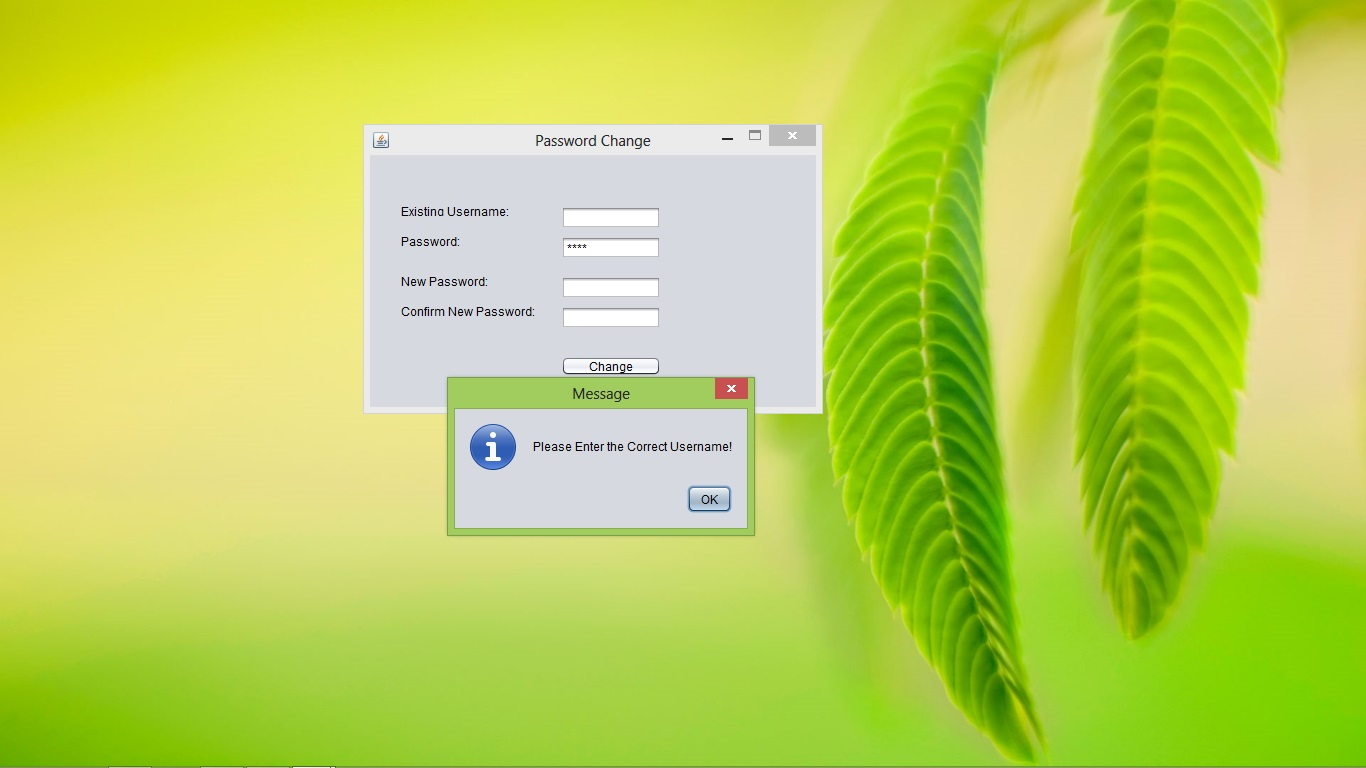 Password Change
Existing Username:
Password:
****
New Password:
Confirm New Password:
Change
Message
Please Enter the Correct Username!
OK